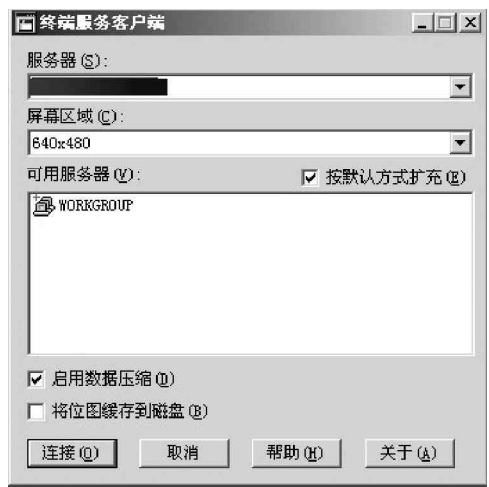 终端服务客户端
服务器(S):
屏幕区域(C):
640x480
可用服务器(V):
按默认方式扩充(E)
WORKGROUP
启用数据压缩(D)
将位图缓存到磁盘(B)
连接(O) 取消 帮助(H) 关于(A)